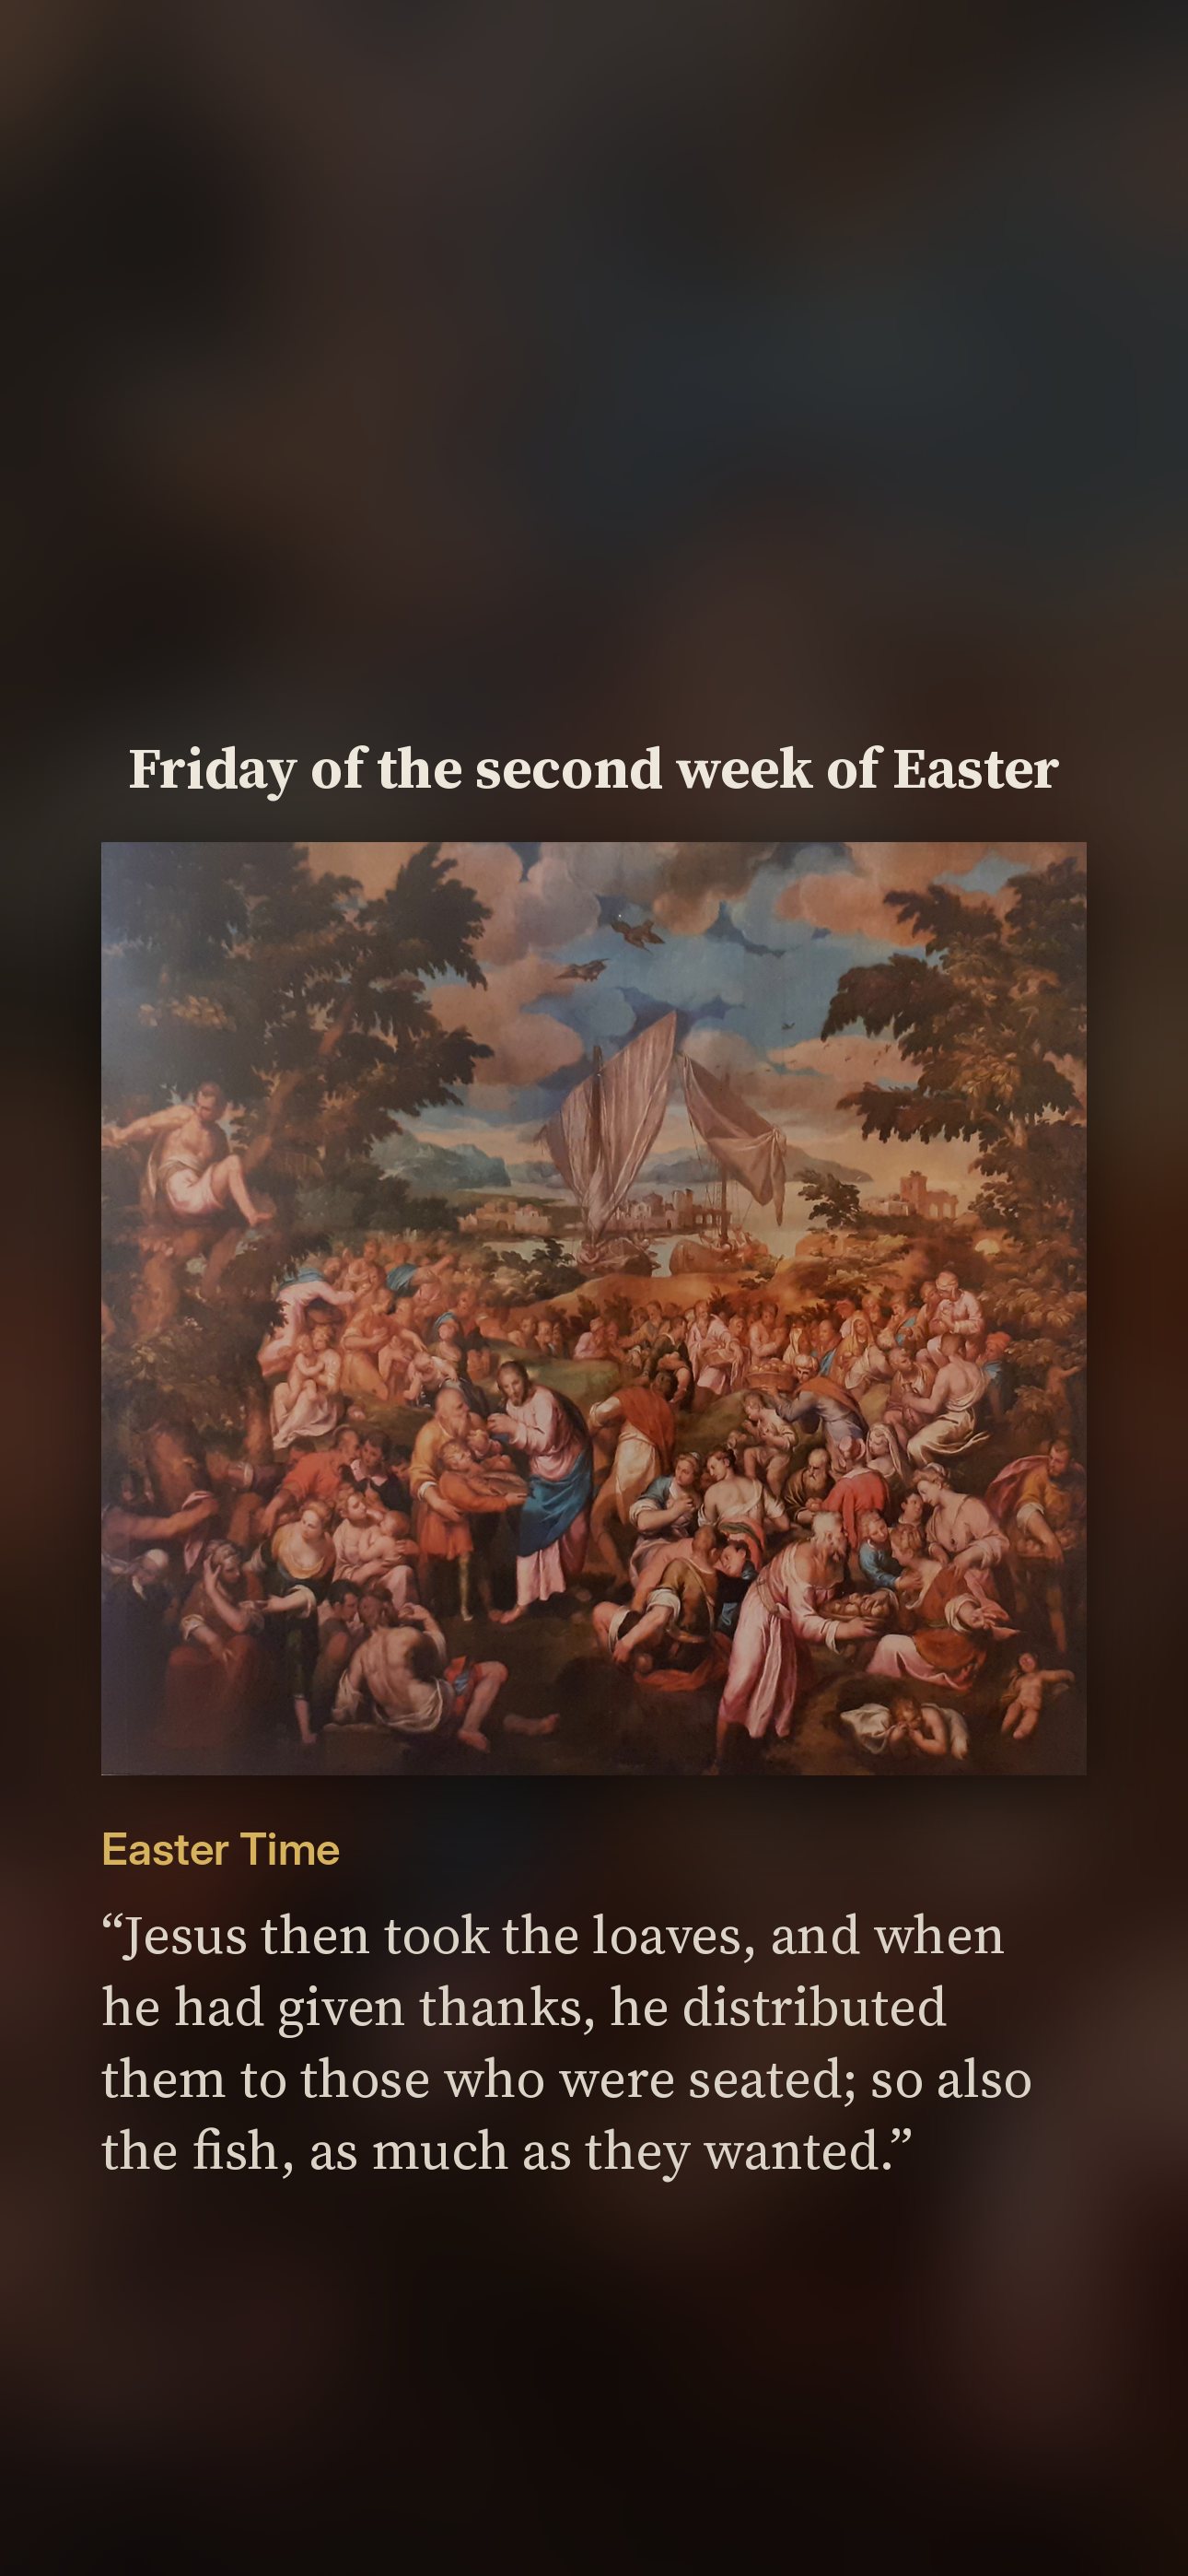 Friday of the second week of Easter
Easter Time
“Jesus then took the loaves, and when
he had given thanks, he distributed
them to those who were seated; so also
the fish, as much as they wanted.”